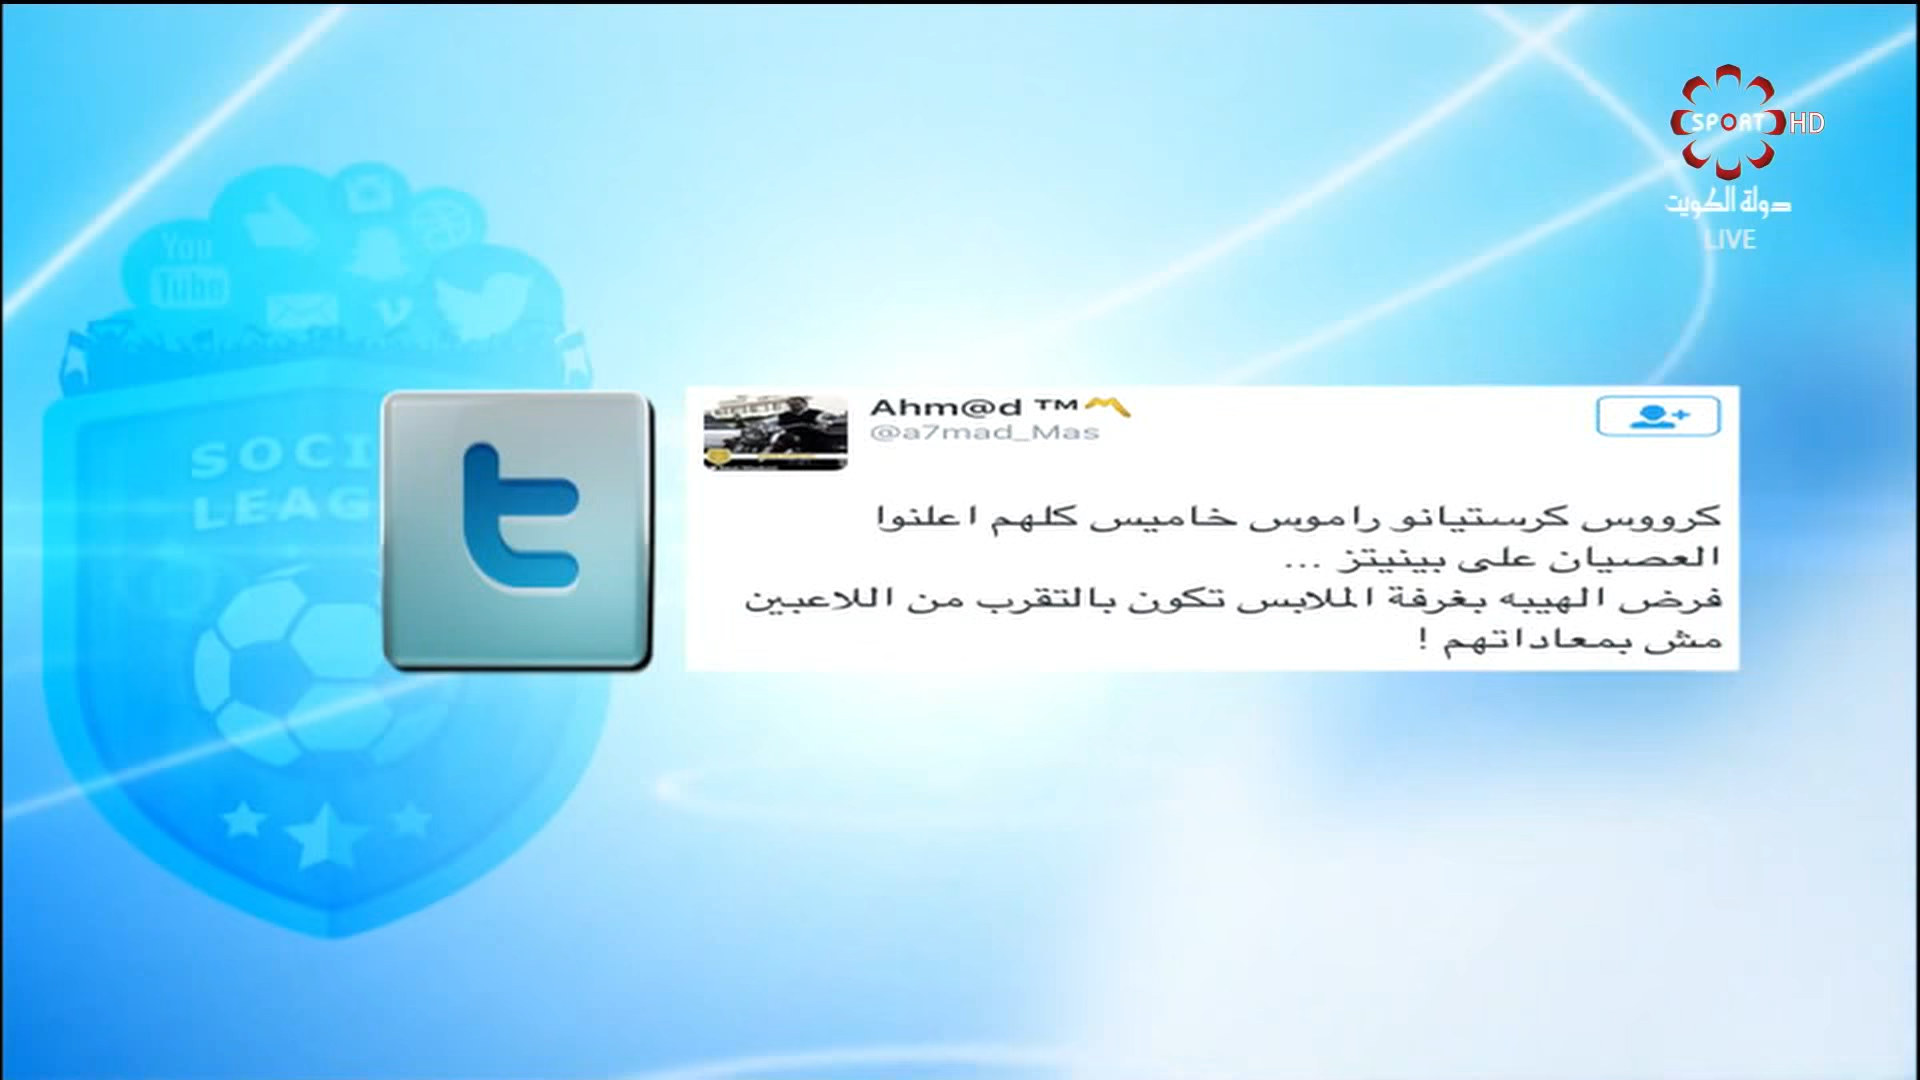 SPORT HD
دولة الكويت
LIVE
You
Tube
SOCI
LEAG
t
Ahm@d ™
@a7mad_Mas
كرووس كرستيانو راموس خاميس كلهم اعلنوا
العصيان على بينيتز ...
فرض الهيبه بغرفة الملابس تكون بالتقرب من اللاعبين
مش بمعاداتهم !